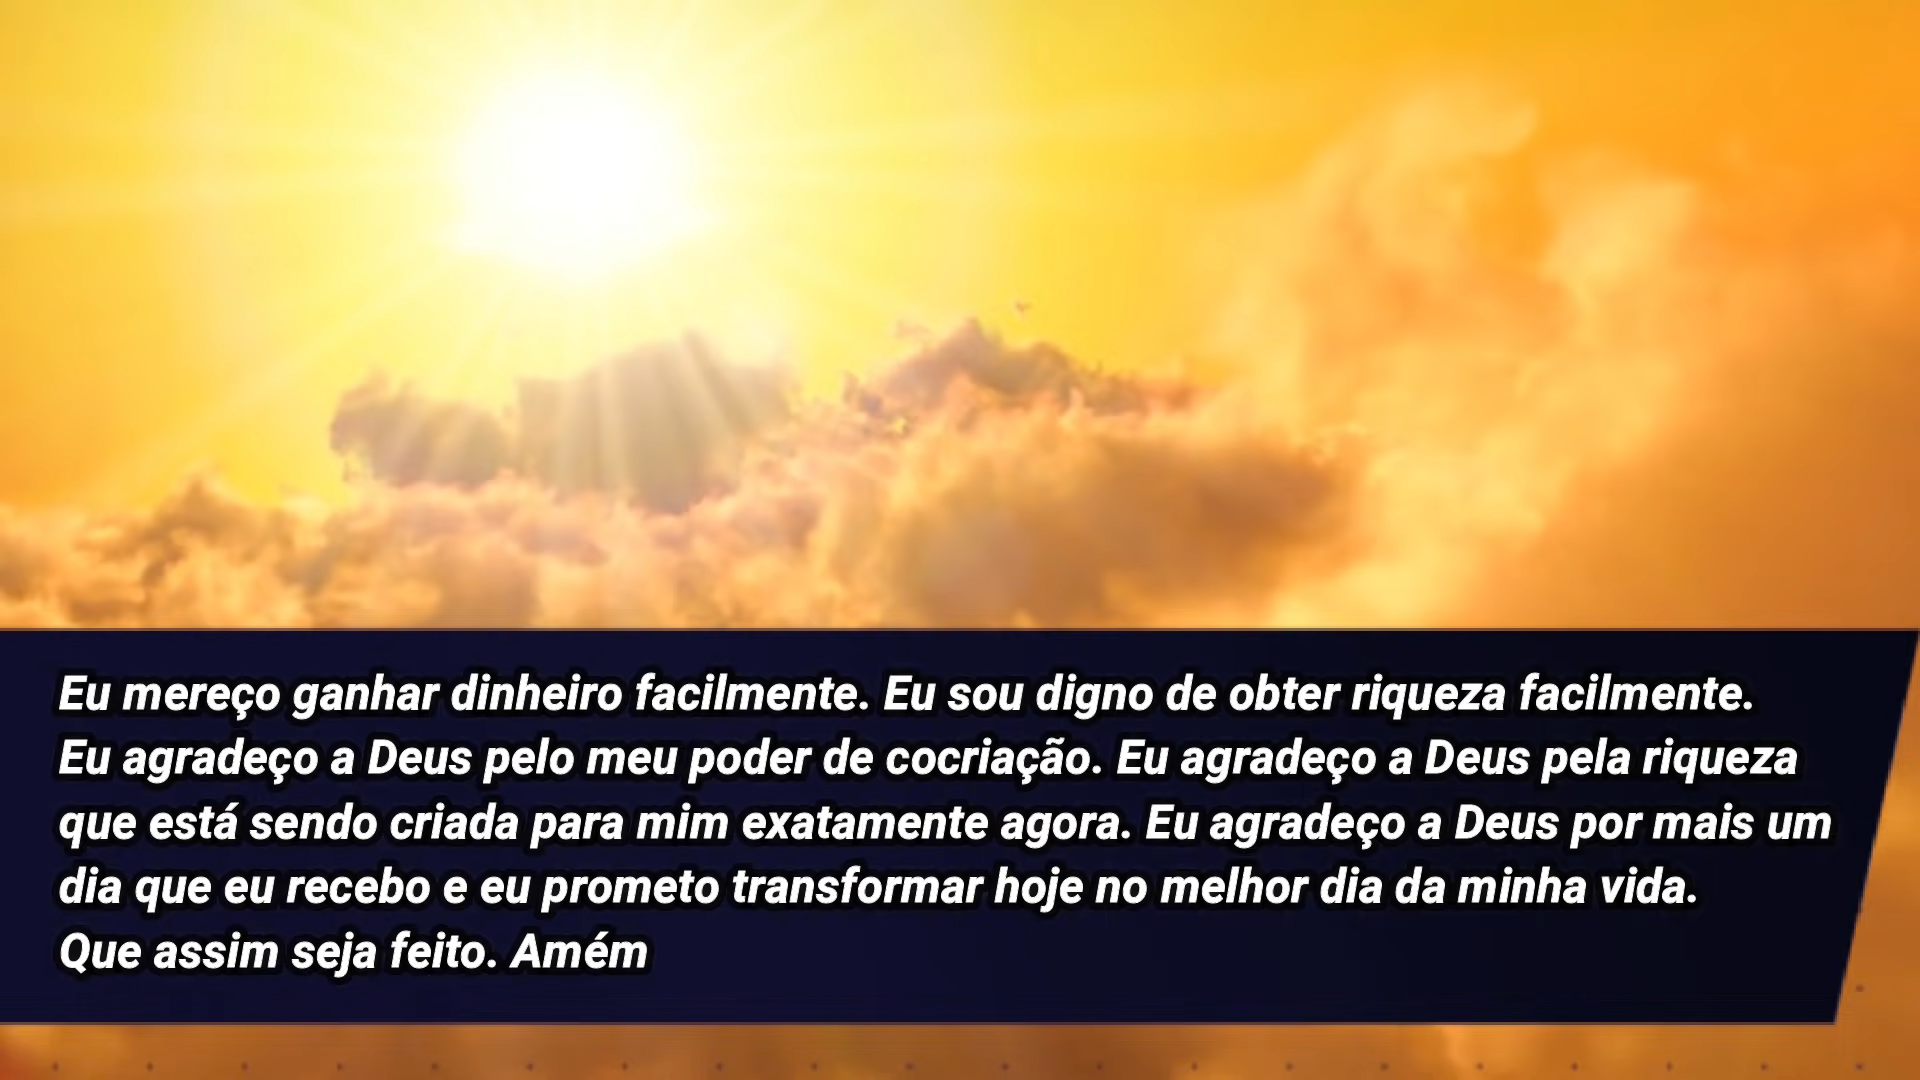 Eu mereço ganhar dinheiro facilmente. Eu sou digno de obter riqueza facilmente.
Eu agradeço a Deus pelo meu poder de cocriação. Eu agradeço a Deus pela riqueza
que está sendo criada para mim exatamente agora. Eu agradeço a Deus por mais um
dia que eu recebo e eu prometo transformar hoje no melhor dia da minha vida.
Que assim seja feito. Amém